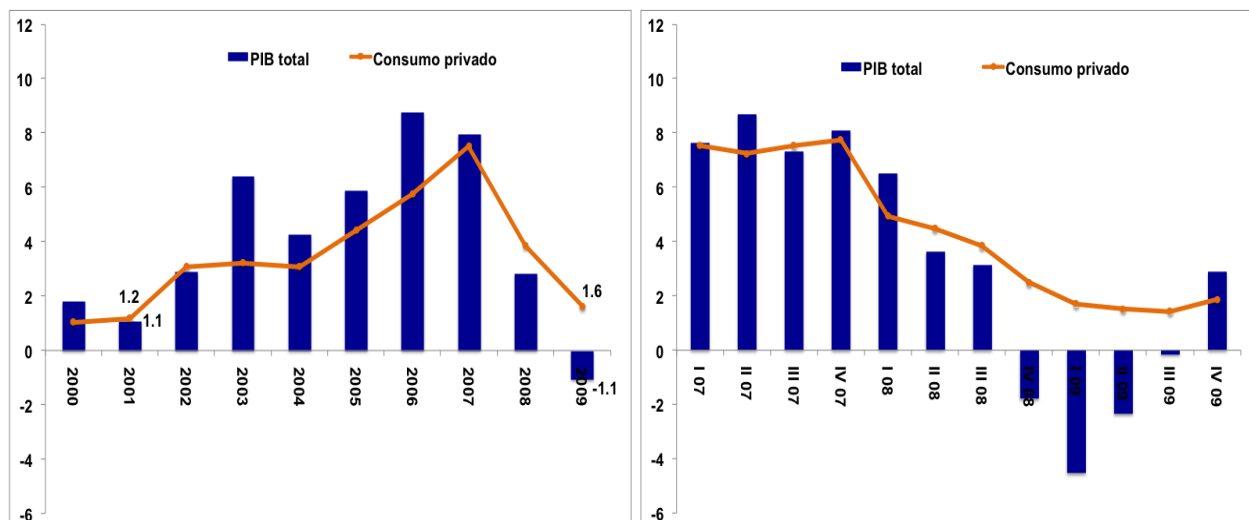 12
PIB total
Consumo privado
10
8
6
4
2
1.2
1.1
1.6
0
-1.1
2000
2001
2002
2003
2004
2005
2006
2007
2008
2009
-2
-4
-6
12
PIB total
Consumo privado
10
8
6
4
2
0
I 07
II 07
III 07
IV 07
I 08
II 08
III 08
IV 08
I 09
II 09
III 09
IV 09
-2
-4
-6